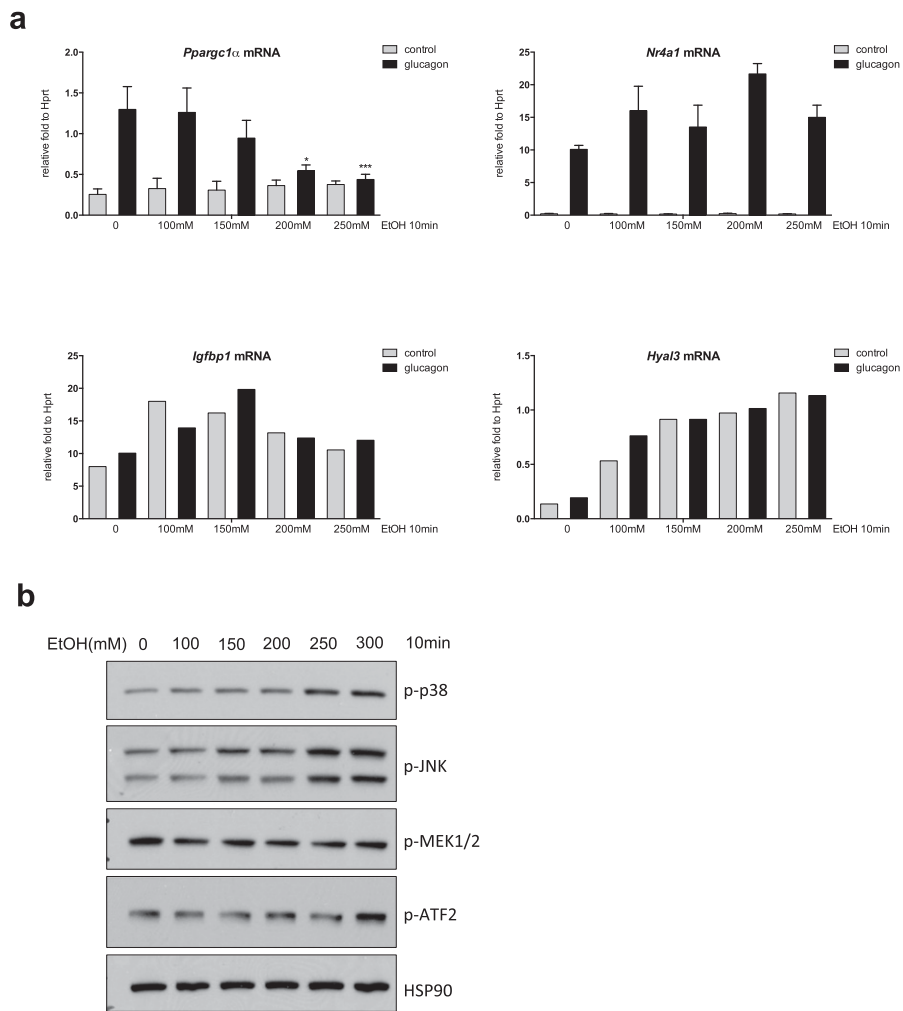 a
Ppargc1α mRNA
control
glucagon
relative fold to Hprt
2.0
1.5
1.0
0.5
0.0
*
***
0 100mM 150mM 200mM 250mM EtOH 10min
Nr4a1 mRNA
control
glucagon
relative fold to Hprt
25
20
15
10
5
0
0 100mM 150mM 200mM 250mM EtOH 10min
Igfbp1 mRNA
control
glucagon
relative fold to Hprt
25
20
15
10
5
0
0 100mM 150mM 200mM 250mM EtOH 10min
Hyal3 mRNA
control
glucagon
relative fold to Hprt
1.5
1.0
0.5
0.0
0 100mM 150mM 200mM 250mM EtOH 10min
b
EtOH(mM) 0 100 150 200 250 300 10min
p-p38
p-JNK
p-MEK1/2
p-ATF2
HSP90